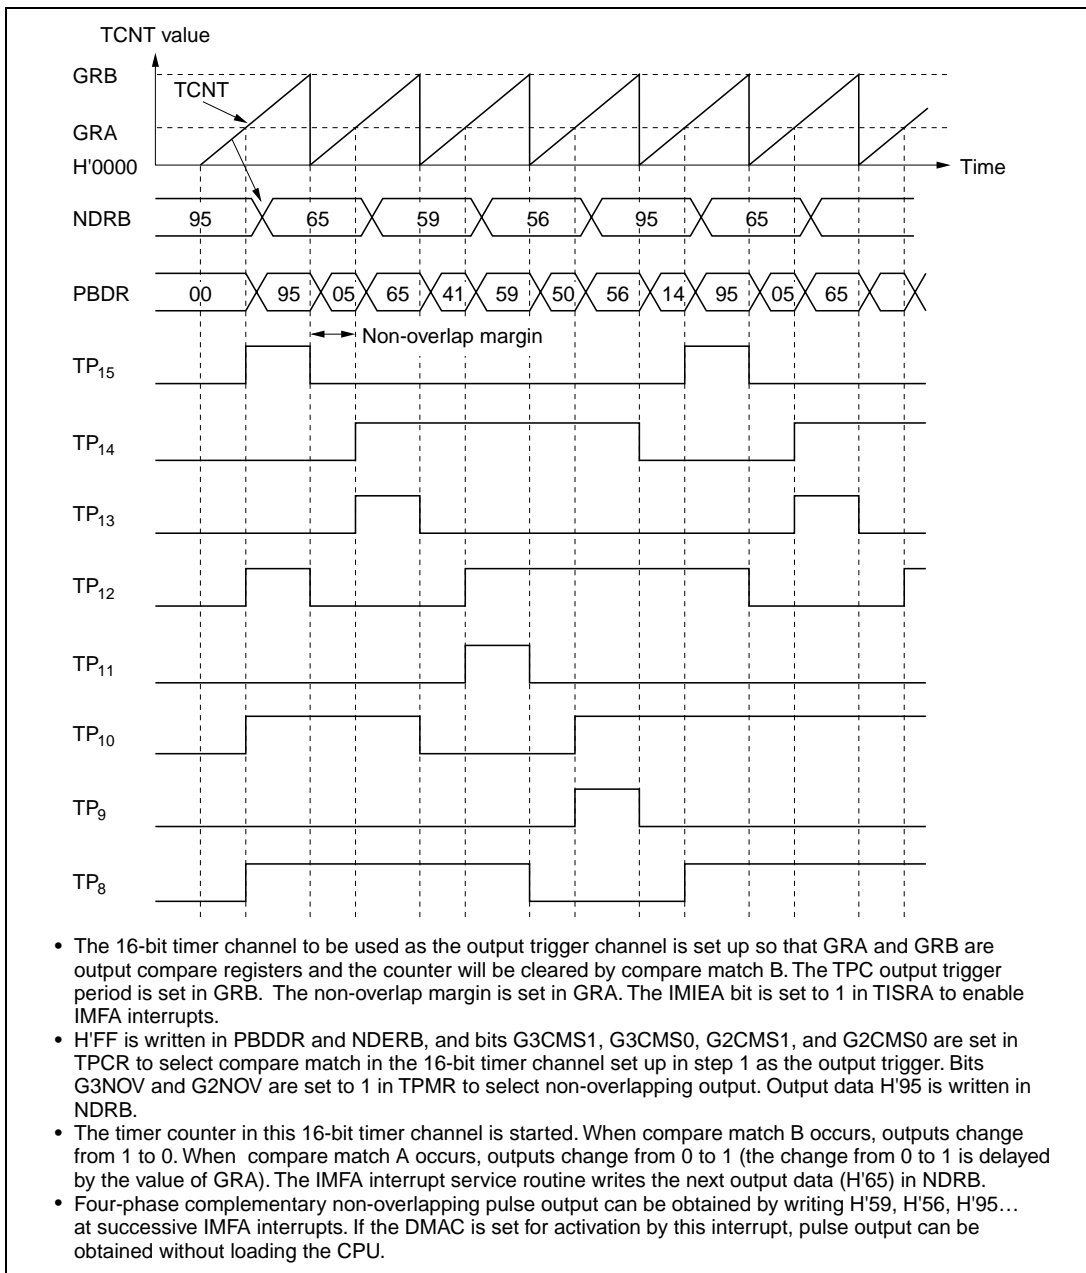 TCNT value
GRB
TCNT
GRA
H'0000
Time
NDRB 95 65 59 56 95 65
PBDR 00 95 05 65 41 59 50 56 14 95 05 65
Non-overlap margin
TP15
TP14
TP13
TP12
TP11
TP10
TP9
TP8
• The 16-bit timer channel to be used as the output trigger channel is set up so that GRA and GRB are
output compare registers and the counter will be cleared by compare match B. The TPC output trigger
period is set in GRB. The non-overlap margin is set in GRA. The IMIEA bit is set to 1 in TISRA to enable
IMFA interrupts.
• H'FF is written in PBDDR and NDERB, and bits G3CMS1, G3CMS0, G2CMS1, and G2CMS0 are set in
TPCR to select compare match in the 16-bit timer channel set up in step 1 as the output trigger. Bits
G3NOV and G2NOV are set to 1 in TPMR to select non-overlapping output. Output data H'95 is written in
NDRB.
• The timer counter in this 16-bit timer channel is started. When compare match B occurs, outputs change
from 1 to 0. When compare match A occurs, outputs change from 0 to 1 (the change from 0 to 1 is delayed
by the value of GRA). The IMFA interrupt service routine writes the next output data (H'65) in NDRB.
• Four-phase complementary non-overlapping pulse output can be obtained by writing H'59, H'56, H'95…
at successive IMFA interrupts. If the DMAC is set for activation by this interrupt, pulse output can be
obtained without loading the CPU.